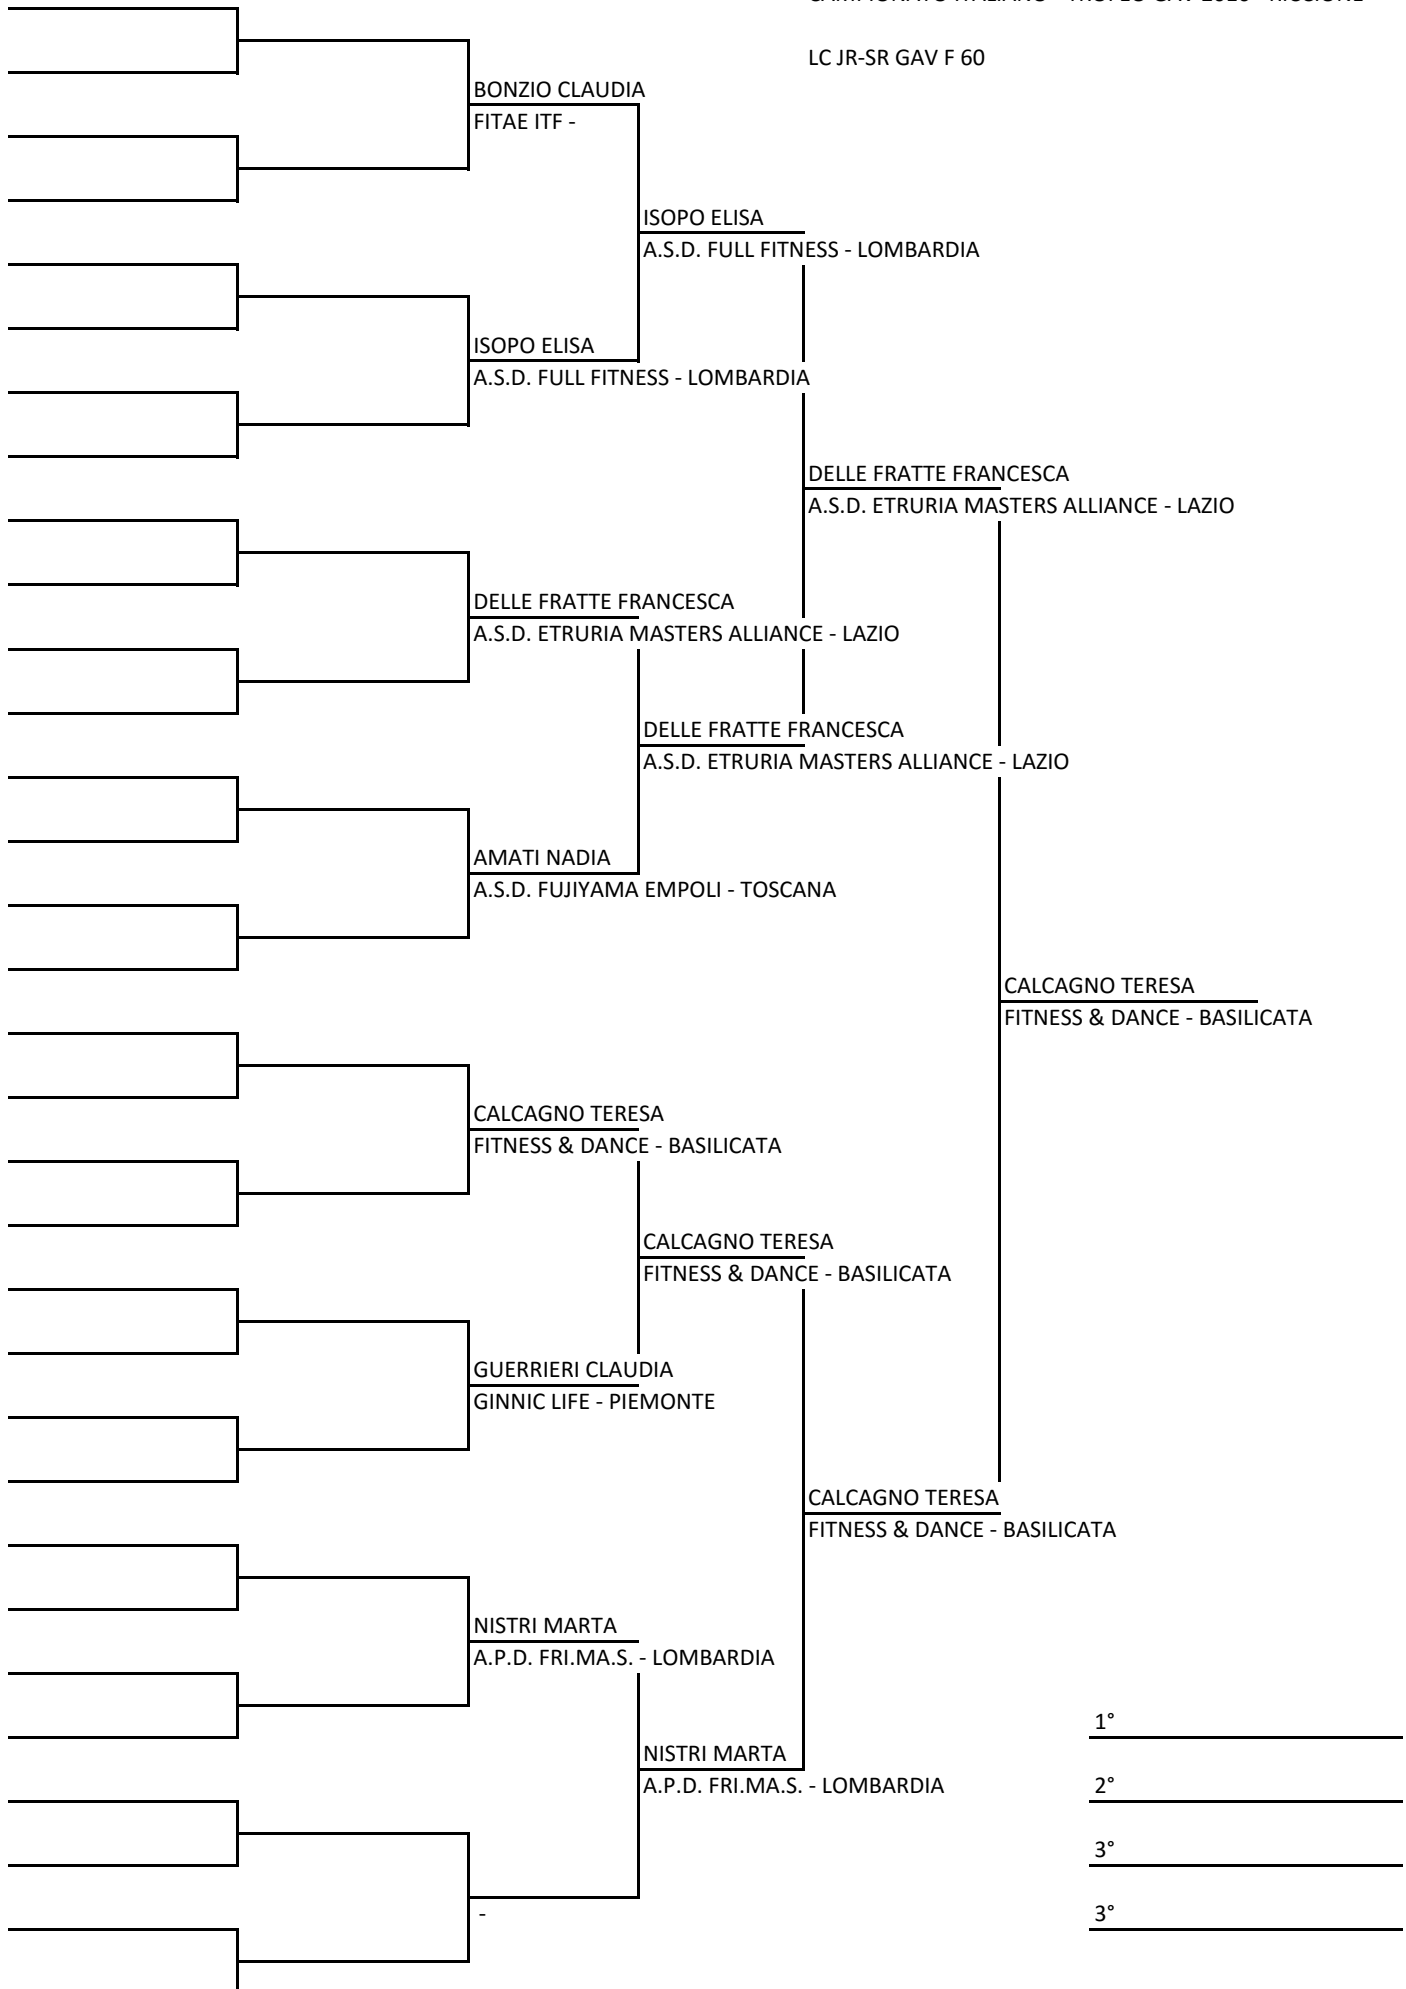 LC JR-SR GAV F 60
BONZIO CLAUDIA
FITAE ITF -
ISOPO ELISA
A.S.D. FULL FITNESS - LOMBARDIA
ISOPO ELISA
A.S.D. FULL FITNESS - LOMBARDIA
DELLE FRATTE FRANCESCA
A.S.D. ETRURIA MASTERS ALLIANCE - LAZIO
DELLE FRATTE FRANCESCA
A.S.D. ETRURIA MASTERS ALLIANCE - LAZIO
DELLE FRATTE FRANCESCA
A.S.D. ETRURIA MASTERS ALLIANCE - LAZIO
AMATI NADIA
A.S.D. FUJIYAMA EMPOLI - TOSCANA
CALCAGNO TERESA
FITNESS & DANCE - BASILICATA
CALCAGNO TERESA
FITNESS & DANCE - BASILICATA
CALCAGNO TERESA
FITNESS & DANCE - BASILICATA
GUERRIERI CLAUDIA
GINNIC LIFE - PIEMONTE
CALCAGNO TERESA
FITNESS & DANCE - BASILICATA
NISTRI MARTA
A.P.D. FRI.MA.S. - LOMBARDIA
1°
NISTRI MARTA
A.P.D. FRI.MA.S. - LOMBARDIA
2°
3°
-
3°